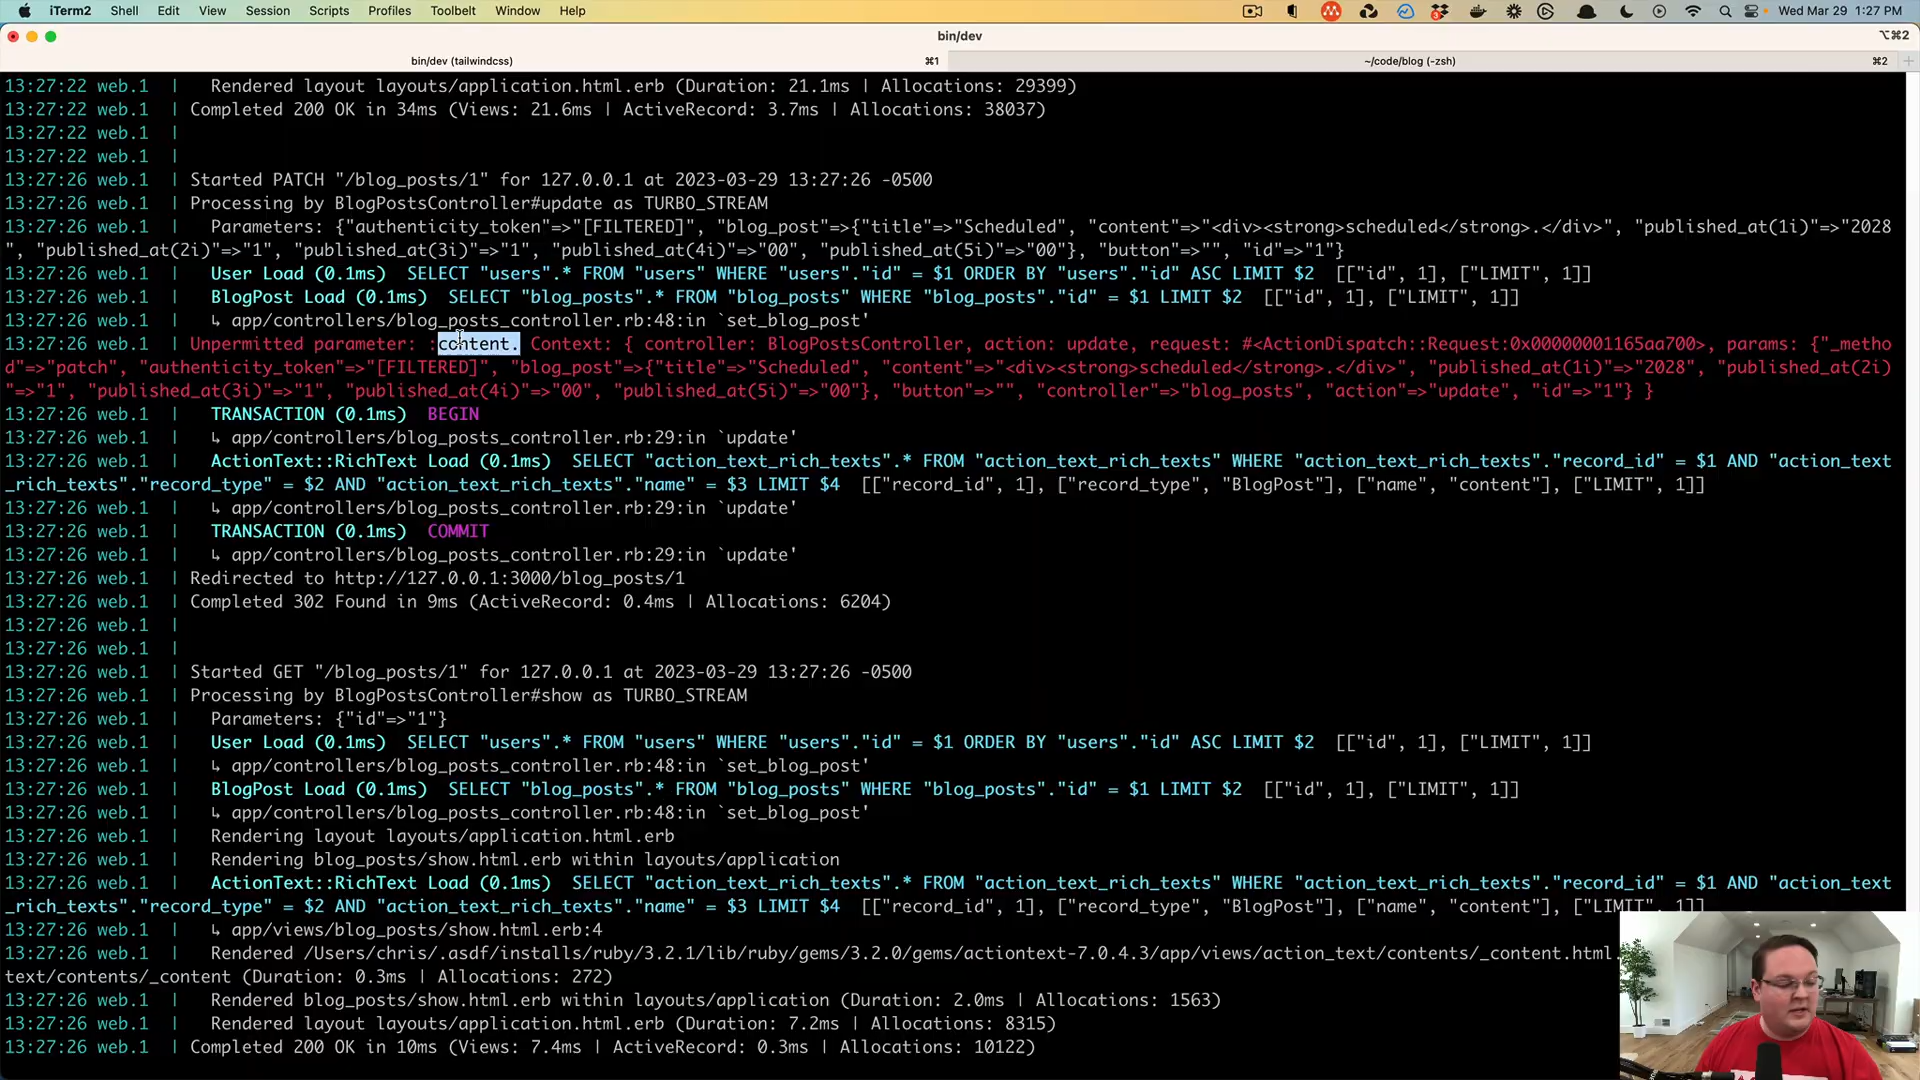 iTerm2 Shell Edit View Session Scripts Profiles Toolbelt Window Help Wed Mar 29 1:27 PM
bin/dev ⌥⌘2
bin/dev (tailwindcss) ⌘1 ~/code/blog (-zsh) ⌘2
13:27:22 web.1 | Rendered layout layouts/application.html.erb (Duration: 21.1ms | Allocations: 29399)
13:27:22 web.1 | Completed 200 OK in 34ms (Views: 21.6ms | ActiveRecord: 3.7ms | Allocations: 38037)
13:27:22 web.1 |
13:27:22 web.1 |
13:27:26 web.1 | Started PATCH "/blog_posts/1" for 127.0.0.1 at 2023-03-29 13:27:26 -0500
13:27:26 web.1 | Processing by BlogPostsController#update as TURBO_STREAM
13:27:26 web.1 | Parameters: {"authenticity_token"=>"[FILTERED]", "blog_post"=>{"title"=>"Scheduled", "content"=>"<div><strong>scheduled</strong>.</div>", "published_at(1i)"=>"2028
", "published_at(2i)"=>"1", "published_at(3i)"=>"1", "published_at(4i)"=>"00", "published_at(5i)"=>"00"}, "button"=>"", "id"=>"1"}
13:27:26 web.1 | User Load (0.1ms) SELECT "users".* FROM "users" WHERE "users"."id" = $1 ORDER BY "users"."id" ASC LIMIT $2 [["id", 1], ["LIMIT", 1]]
13:27:26 web.1 | BlogPost Load (0.1ms) SELECT "blog_posts".* FROM "blog_posts" WHERE "blog_posts"."id" = $1 LIMIT $2 [["id", 1], ["LIMIT", 1]]
13:27:26 web.1 | ↳ app/controllers/blog_posts_controller.rb:48:in `set_blog_post'
13:27:26 web.1 | Unpermitted parameter: :content. Context: { controller: BlogPostsController, action: update, request: #<ActionDispatch::Request:0x00000001165aa700>, params: {"_metho
d"=>"patch", "authenticity_token"=>"[FILTERED]", "blog_post"=>{"title"=>"Scheduled", "content"=>"<div><strong>scheduled</strong>.</div>", "published_at(1i)"=>"2028", "published_at(2i)
"=>"1", "published_at(3i)"=>"1", "published_at(4i)"=>"00", "published_at(5i)"=>"00"}, "button"=>"", "controller"=>"blog_posts", "action"=>"update", "id"=>"1"} }
13:27:26 web.1 | TRANSACTION (0.1ms) BEGIN
13:27:26 web.1 | ↳ app/controllers/blog_posts_controller.rb:29:in `update'
13:27:26 web.1 | ActionText::RichText Load (0.1ms) SELECT "action_text_rich_texts".* FROM "action_text_rich_texts" WHERE "action_text_rich_texts"."record_id" = $1 AND "action_text
_rich_texts"."record_type" = $2 AND "action_text_rich_texts"."name" = $3 LIMIT $4 [["record_id", 1], ["record_type", "BlogPost"], ["name", "content"], ["LIMIT", 1]]
13:27:26 web.1 | ↳ app/controllers/blog_posts_controller.rb:29:in `update'
13:27:26 web.1 | TRANSACTION (0.1ms) COMMIT
13:27:26 web.1 | ↳ app/controllers/blog_posts_controller.rb:29:in `update'
13:27:26 web.1 | Redirected to http://127.0.0.1:3000/blog_posts/1
13:27:26 web.1 | Completed 302 Found in 9ms (ActiveRecord: 0.4ms | Allocations: 6204)
13:27:26 web.1 |
13:27:26 web.1 |
13:27:26 web.1 | Started GET "/blog_posts/1" for 127.0.0.1 at 2023-03-29 13:27:26 -0500
13:27:26 web.1 | Processing by BlogPostsController#show as TURBO_STREAM
13:27:26 web.1 | Parameters: {"id"=>"1"}
13:27:26 web.1 | User Load (0.1ms) SELECT "users".* FROM "users" WHERE "users"."id" = $1 ORDER BY "users"."id" ASC LIMIT $2 [["id", 1], ["LIMIT", 1]]
13:27:26 web.1 | ↳ app/controllers/blog_posts_controller.rb:48:in `set_blog_post'
13:27:26 web.1 | BlogPost Load (0.1ms) SELECT "blog_posts".* FROM "blog_posts" WHERE "blog_posts"."id" = $1 LIMIT $2 [["id", 1], ["LIMIT", 1]]
13:27:26 web.1 | ↳ app/controllers/blog_posts_controller.rb:48:in `set_blog_post'
13:27:26 web.1 | Rendering layout layouts/application.html.erb
13:27:26 web.1 | Rendering blog_posts/show.html.erb within layouts/application
13:27:26 web.1 | ActionText::RichText Load (0.1ms) SELECT "action_text_rich_texts".* FROM "action_text_rich_texts" WHERE "action_text_rich_texts"."record_id" = $1 AND "action_text
_rich_texts"."record_type" = $2 AND "action_text_rich_texts"."name" = $3 LIMIT $4 [["record_id", 1], ["record_type", "BlogPost"], ["name", "content"], ["LIMIT", 1]]
13:27:26 web.1 | ↳ app/views/blog_posts/show.html.erb:4
13:27:26 web.1 | Rendered /Users/chris/.asdf/installs/ruby/3.2.1/lib/ruby/gems/3.2.0/gems/actiontext-7.0.4.3/app/views/action_text/contents/_content.html.
text/contents/_content (Duration: 0.3ms | Allocations: 272)
13:27:26 web.1 | Rendered blog_posts/show.html.erb within layouts/application (Duration: 2.0ms | Allocations: 1563)
13:27:26 web.1 | Rendered layout layouts/application.html.erb (Duration: 7.2ms | Allocations: 8315)
13:27:26 web.1 | Completed 200 OK in 10ms (Views: 7.4ms | ActiveRecord: 0.3ms | Allocations: 10122)